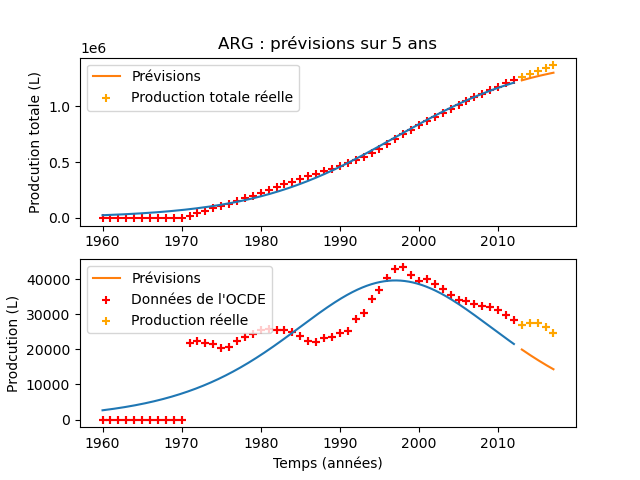 ARG : prévisions sur 5 ans
1e6
Prodcution totale (L)
1.0
0.5
0.0
Prévisions
Production totale réelle
1960 1970 1980 1990 2000 2010
Prodcution (L)
40000
30000
20000
10000
0
Prévisions
Données de l'OCDE
Production réelle
1960 1970 1980 1990 2000 2010
Temps (années)